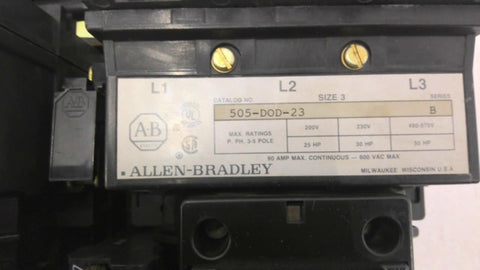 L1 L2 L3
CATALOG NO. SIZE 3 SERIES
505-DOD-23 B
A-B
UL
MAX. RATINGS 200V 230V 460-575V
P. PH. 3-5 POLE 25 HP 30 HP 50 HP
SA
90 AMP MAX. CONTINUOUS — 600 VAC MAX
ALLEN-BRADLEY MILWAUKEE WISCONSIN U.S.A.
A-B